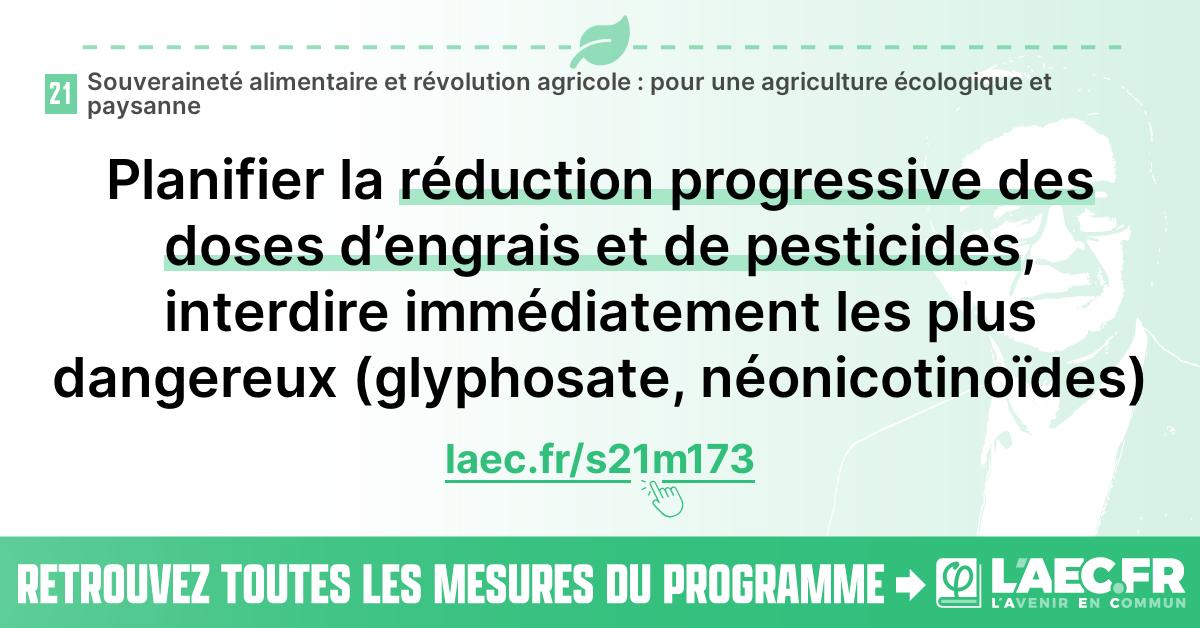 21
Souveraineté alimentaire et révolution agricole : pour une agriculture écologique et
paysanne
Planifier la réduction progressive des
doses d’engrais et de pesticides,
interdire immédiatement les plus
dangereux (glyphosate, néonicotinoïdes)
laec.fr/s21m173
RETROUVEZ TOUTES LES MESURES DU PROGRAMME
φ
L'AEC.FR
L'AVENIR EN COMMUN